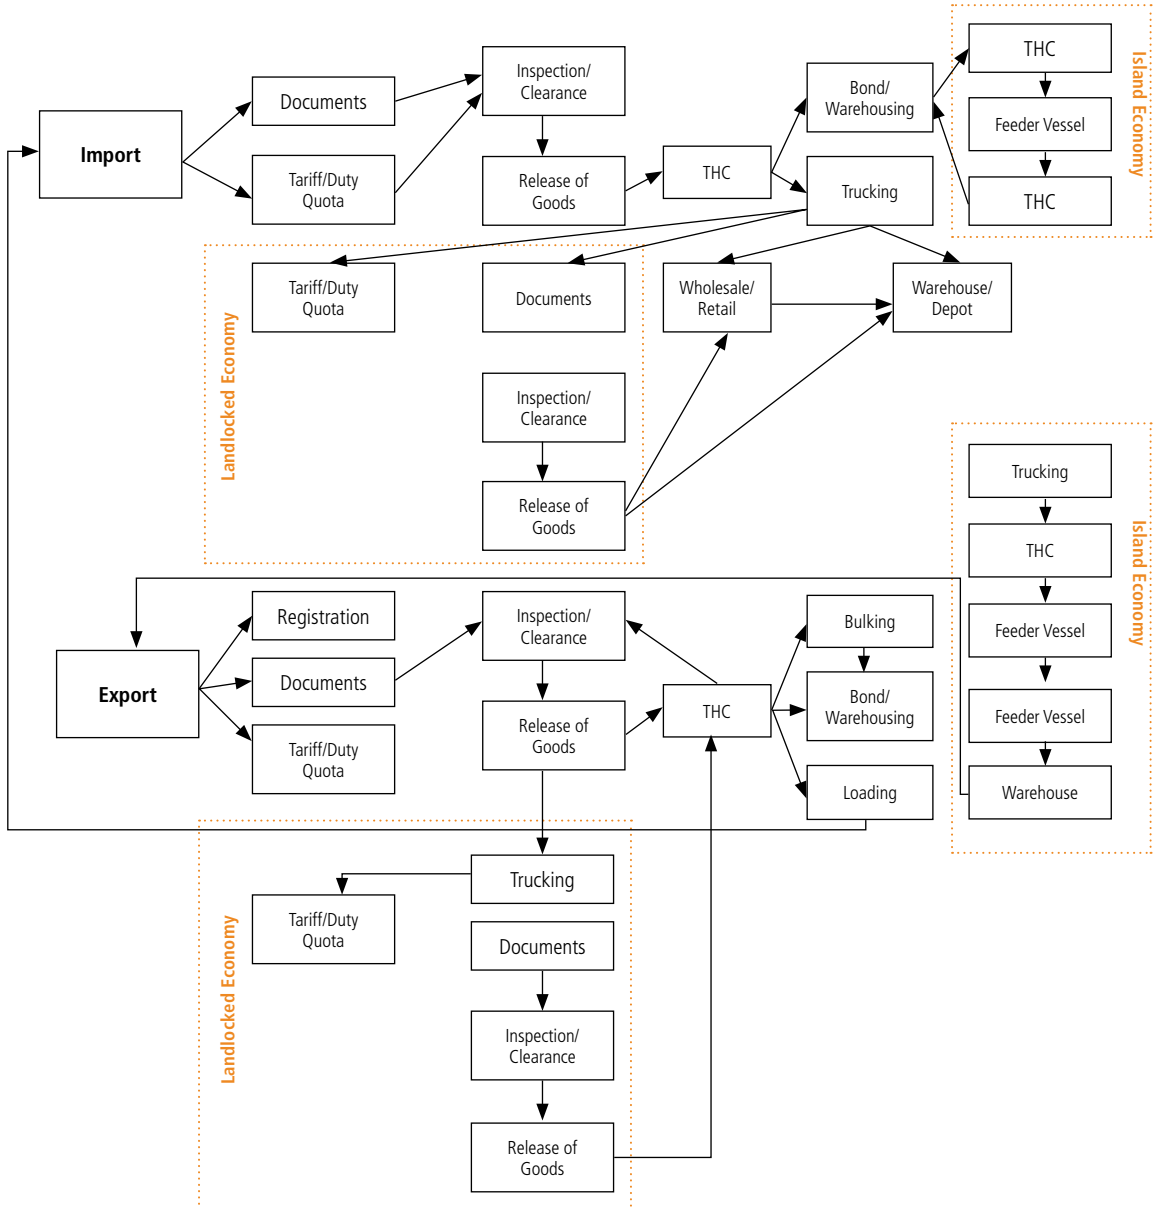 Import
Documents
Tariff/Duty
Quota
Inspection/
Clearance
Release of
Goods
THC
Bond/
Warehousing
Trucking
THC
Feeder Vessel
THC
Island Economy
Landlocked Economy
Tariff/Duty
Quota
Documents
Wholesale/
Retail
Warehouse/
Depot
Inspection/
Clearance
Release of
Goods
Trucking
THC
Feeder Vessel
Feeder Vessel
Warehouse
Island Economy
Export
Registration
Documents
Tariff/Duty
Quota
Inspection/
Clearance
Release of
Goods
THC
Bulking
Bond/
Warehousing
Loading
Landlocked Economy
Trucking
Tariff/Duty
Quota
Documents
Inspection/
Clearance
Release of
Goods